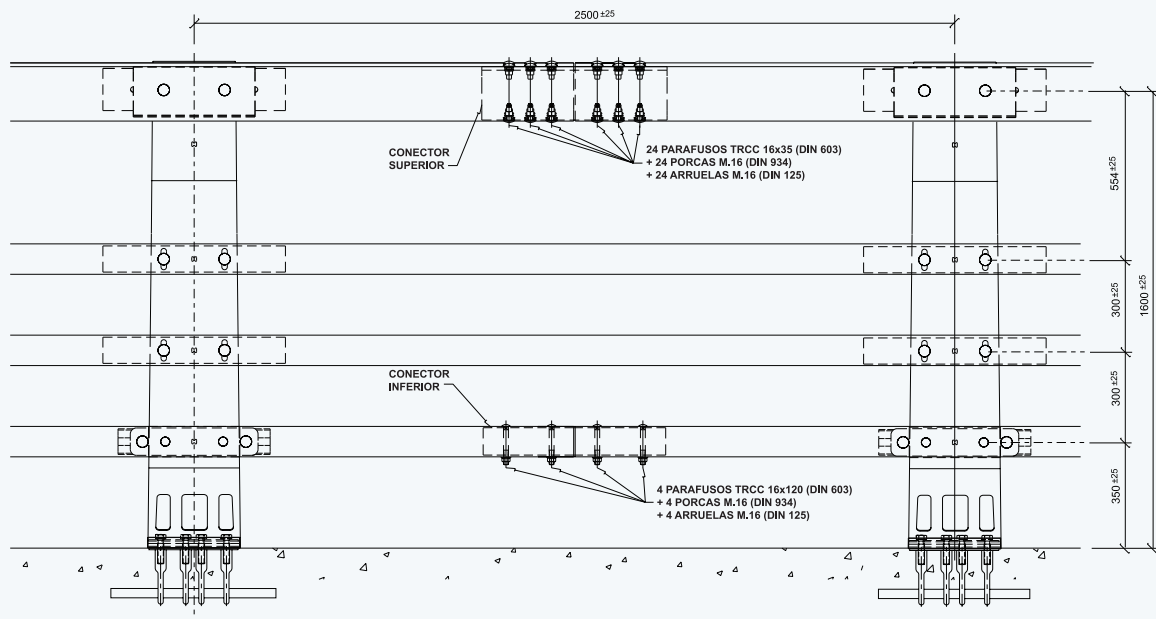 2500±25
CONECTOR
SUPERIOR
24 PARAFUSOS TRCC 16x35 (DIN 603)
+ 24 PORCAS M.16 (DIN 934)
+ 24 ARRUELAS M.16 (DIN 125)
554±25
300±25
1600±25
CONECTOR
INFERIOR
300±25
4 PARAFUSOS TRCC 16x120 (DIN 603)
+ 4 PORCAS M.16 (DIN 934)
+ 4 ARRUELAS M.16 (DIN 125)
350±25